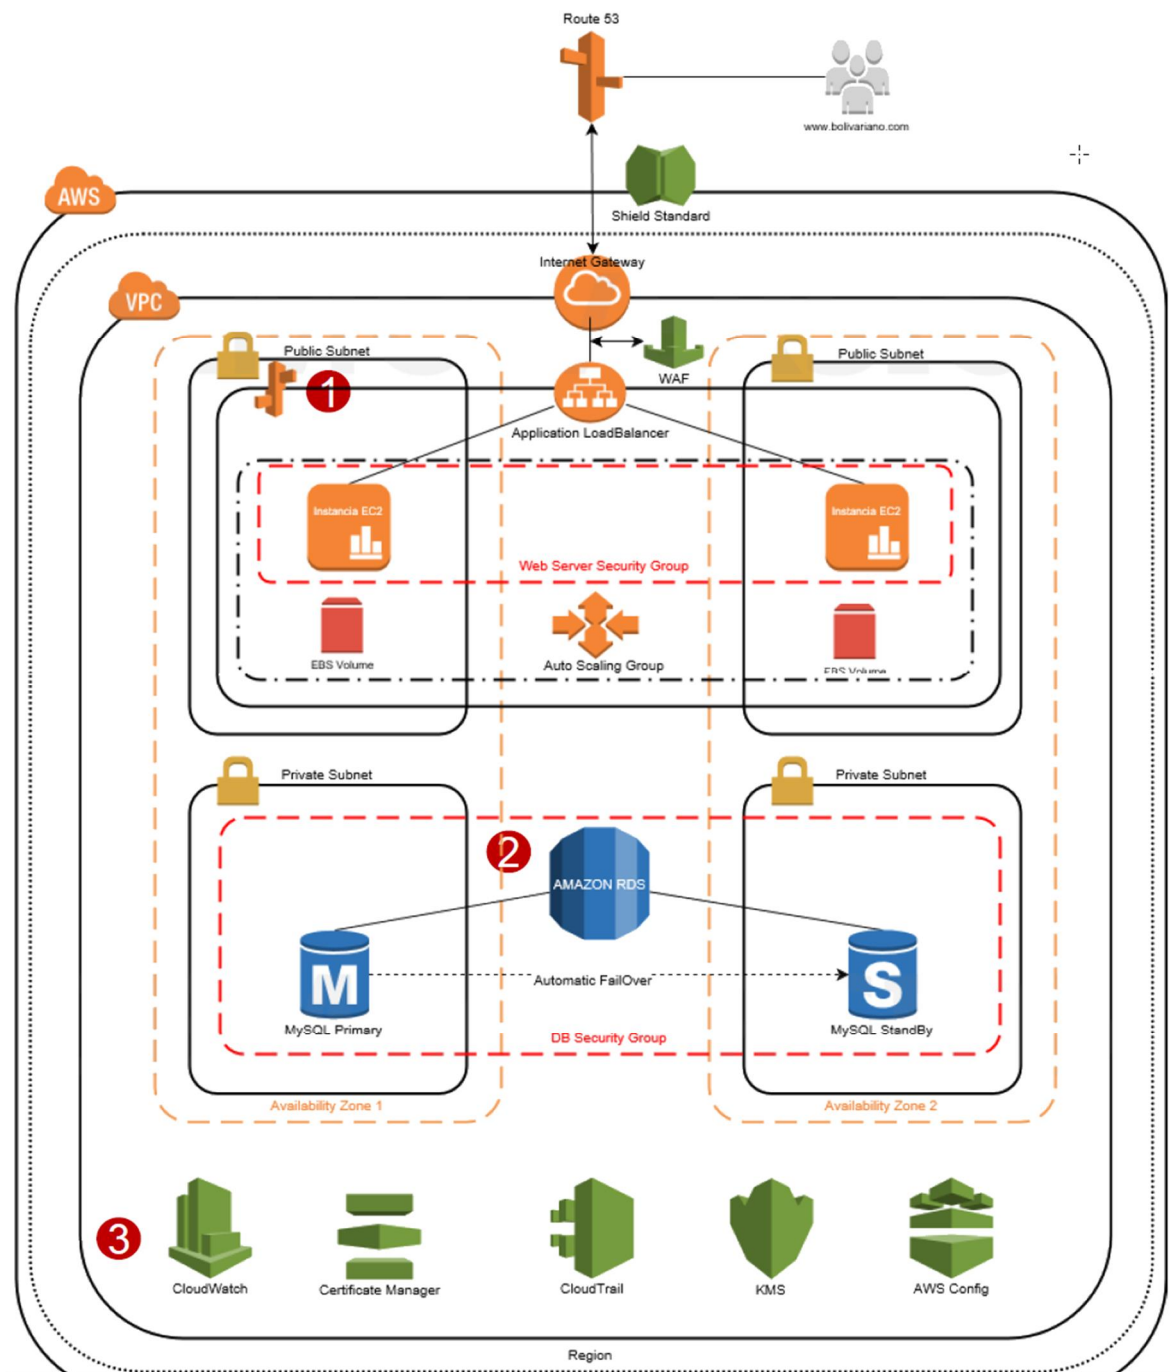 Route 53
www.bolivariano.com
AWS
Shield Standard
Internet Gateway
VPC
Public Subnet
Public Subnet
1
WAF
Application LoadBalancer
Instancia EC2
Instancia EC2
Web Server Security Group
EBS Volume
Auto Scaling Group
EBS Volume
Private Subnet
Private Subnet
2
AMAZON RDS
M
Automatic FailOver
S
MySQL Primary
MySQL StandBy
DB Security Group
Availability Zone 1
Availability Zone 2
3
CloudWatch
Certificate Manager
CloudTrail
KMS
AWS Config
Region